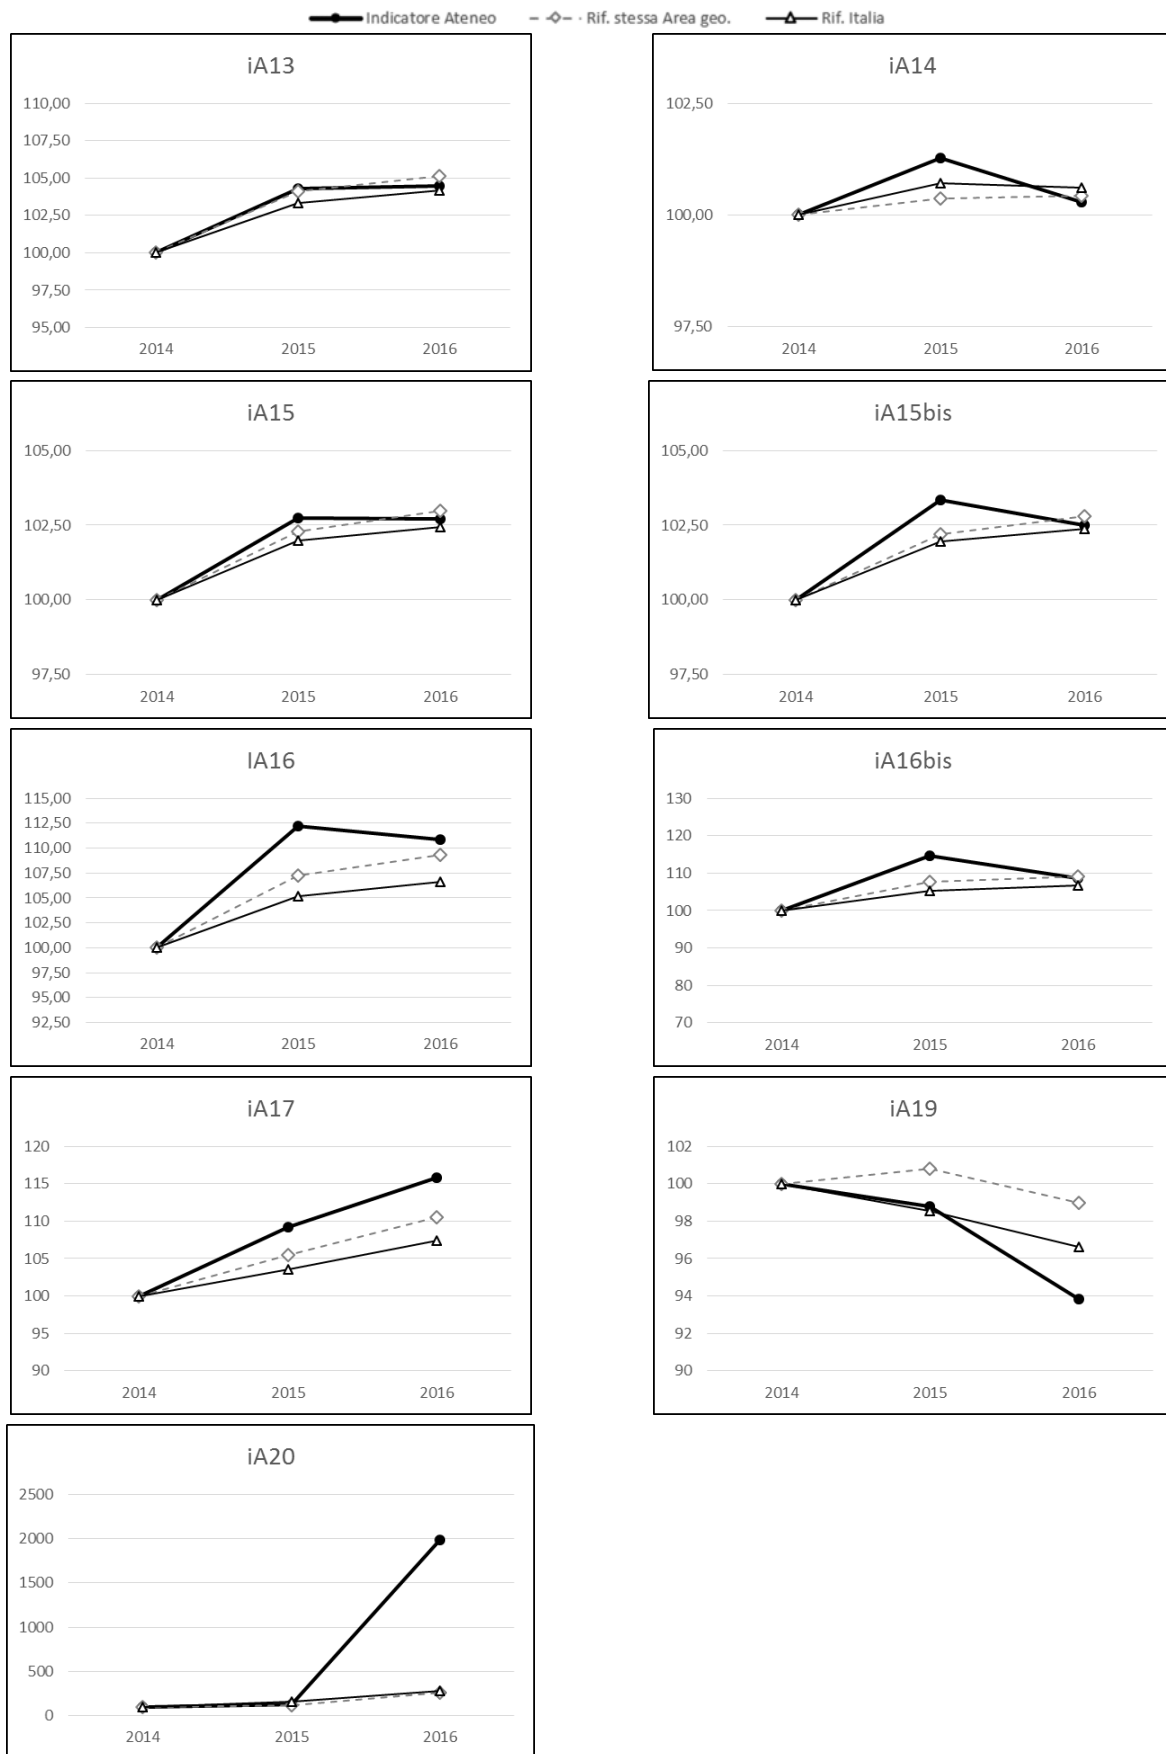 Indicatore Ateneo Rif. stessa Area geo. Rif. Italia
iA13
110,00
107,50
105,00
102,50
100,00
97,50
95,00
2014 2015 2016
iA14
102,50
100,00
97,50
2014 2015 2016
iA15
105,00
102,50
100,00
97,50
2014 2015 2016
iA15bis
105,00
102,50
100,00
97,50
2014 2015 2016
IA16
115,00
112,50
110,00
107,50
105,00
102,50
100,00
97,50
95,00
92,50
2014 2015 2016
iA16bis
130
120
110
100
90
80
70
2014 2015 2016
iA17
120
115
110
105
100
95
90
2014 2015 2016
iA19
102
100
98
96
94
92
90
2014 2015 2016
iA20
2500
2000
1500
1000
500
0
2014 2015 2016